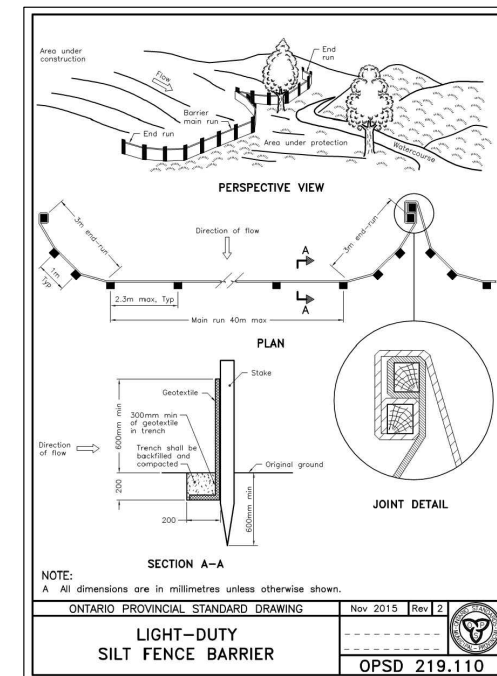 Area under
construction
Flow
End
run
Barrier
main run
End run
Area under protection
Watercourse
PERSPECTIVE VIEW
3m end-run
Direction of flow
A
3m end-run
1m
Typ
2.3m max, Typ
A
Main run 40m max
PLAN
Stake
Geotextile
600mm min
300mm min
of geotextile
in trench
Direction
of flow
Trench shall be
backfilled and
compacted
Original ground
200
600mm min
200
JOINT DETAIL
SECTION A-A
NOTE:
A All dimensions are in millimetres unless otherwise shown.
ONTARIO PROVINCIAL STANDARD DRAWING
Nov 2015
Rev
2
LIGHT-DUTY
SILT FENCE BARRIER
OPSD 219.110